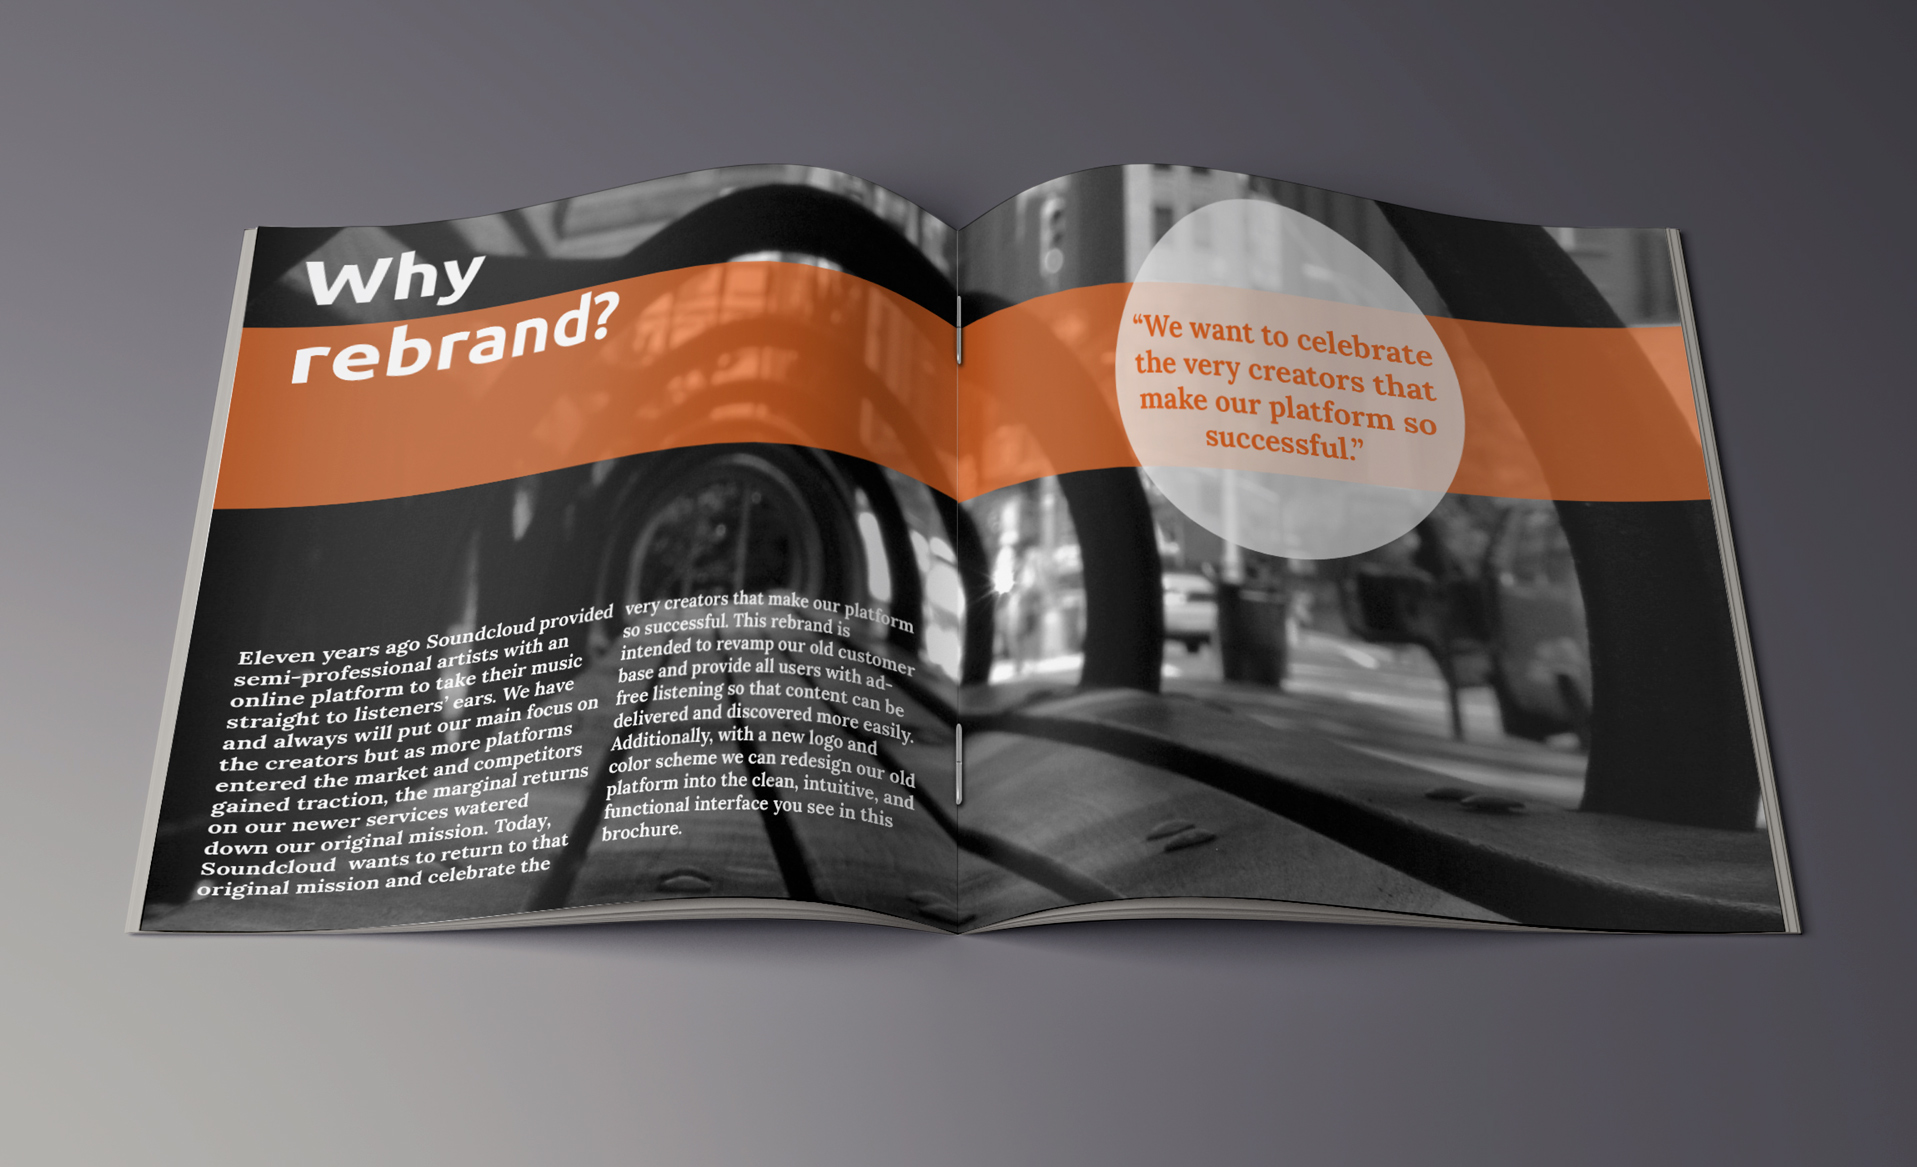 Why
rebrand?
Eleven years ago Soundcloud provided
semi-professional artists with an
online platform to take their music
straight to listeners' ears. We have
and always will put our main focus on
the creators but as more platforms
entered the market and competitors
gained traction, the marginal returns
on our newer services watered
down our original mission. Today,
Soundcloud  wants to return to that
original mission and celebrate the
very creators that make our platform
so successful. This rebrand is
intended to revamp our old customer
base and provide all users with ad-
free listening so that content can be
delivered and discovered more easily.
Additionally, with a new logo and
color scheme we can redesign our old
platform into the clean, intuitive, and
functional interface you see in this
brochure.
“We want to celebrate
the very creators that
make our platform so
successful.”